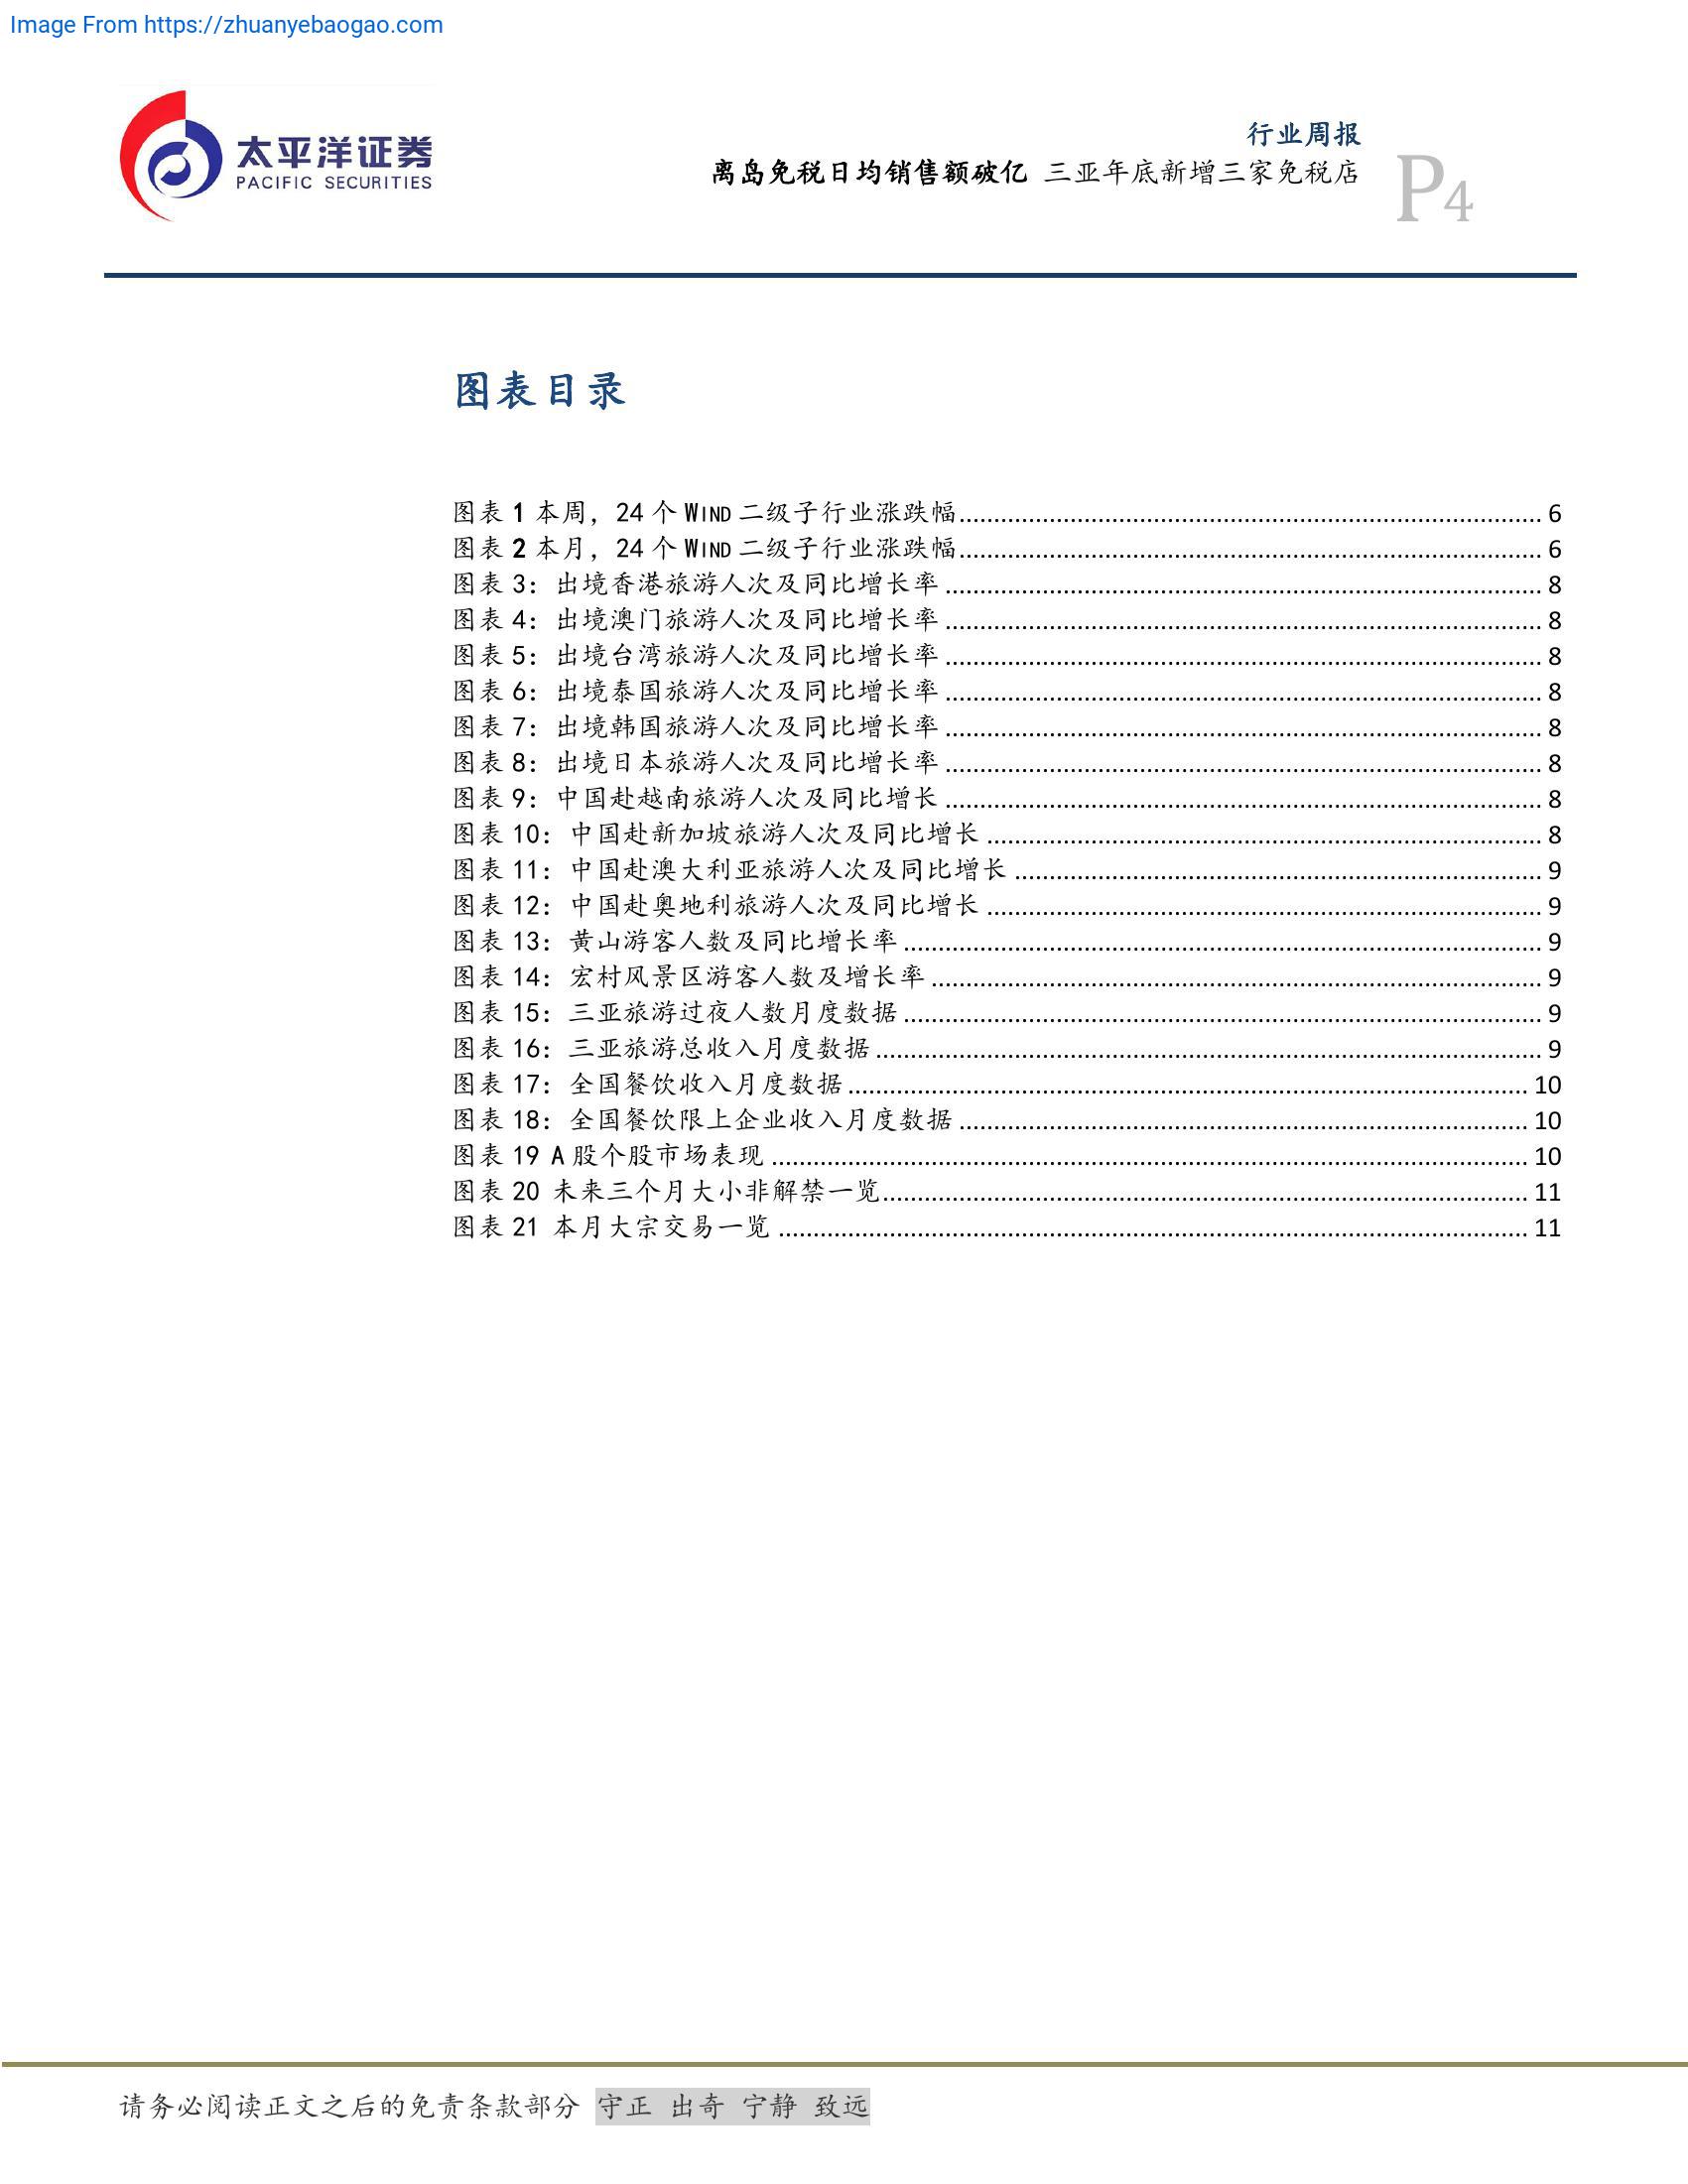 Image From https://zhuanyebaogao.com
太平洋证券
PACIFIC SECURITIES
行业周报
离岛免税日均销售额破亿 三亚年底新增三家免税店
P4
图表目录
图表 1 本周，24 个 WIND 二级子行业涨跌幅 6
图表 2 本月，24 个 WIND 二级子行业涨跌幅 6
图表 3：出境香港旅游人次及同比增长率 8
图表 4：出境澳门旅游人次及同比增长率 8
图表 5：出境台湾旅游人次及同比增长率 8
图表 6：出境泰国旅游人次及同比增长率 8
图表 7：出境韩国旅游人次及同比增长率 8
图表 8：出境日本旅游人次及同比增长率 8
图表 9：中国赴越南旅游人次及同比增长 8
图表 10：中国赴新加坡旅游人次及同比增长 8
图表 11：中国赴澳大利亚旅游人次及同比增长 9
图表 12：中国赴奥地利旅游人次及同比增长 9
图表 13：黄山游客人数及同比增长率 9
图表 14：宏村风景区游客人数及增长率 9
图表 15：三亚旅游过夜人数月度数据 9
图表 16：三亚旅游总收入月度数据 9
图表 17：全国餐饮收入月度数据 10
图表 18：全国餐饮限上企业收入月度数据 10
图表 19 A 股个股市场表现 10
图表 20 未来三个月大小非解禁一览 11
图表 21 本月大宗交易一览 11
请务必阅读正文之后的免责条款部分 守正 出奇 宁静 致远